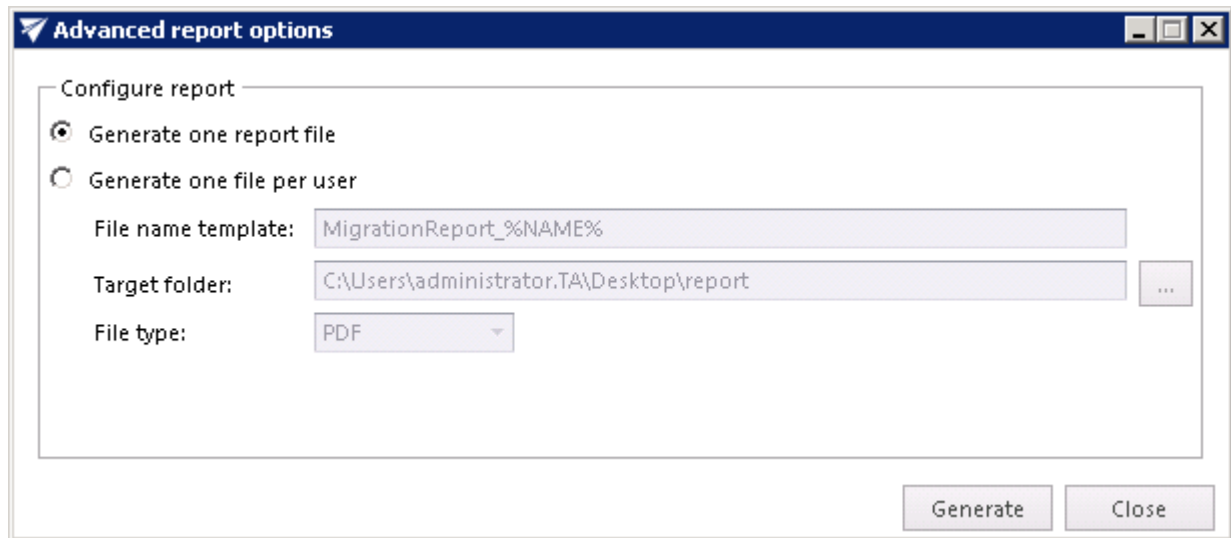 Advanced report options
Configure report
Generate one report file
Generate one file per user
File name template: MigrationReport_%NAME%
Target folder: C:\Users\administrator.TA\Desktop\report ...
File type: PDF
Generate Close